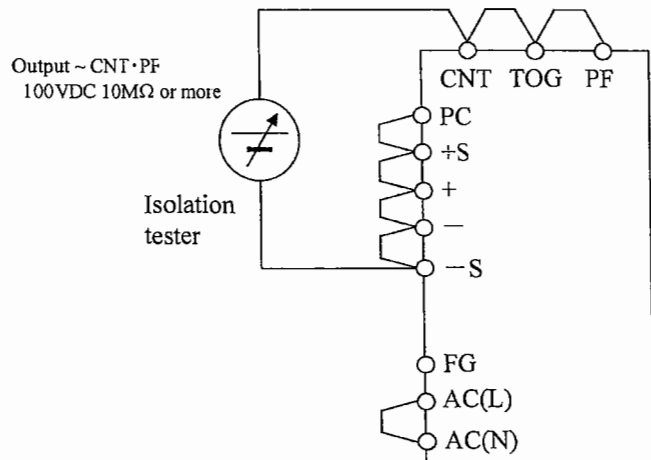 Output ~ CNT・PF
100VDC 10MΩ or more
Isolation
tester
CNT TOG PF
PC
+S
+
−
−S
FG
AC(L)
AC(N)